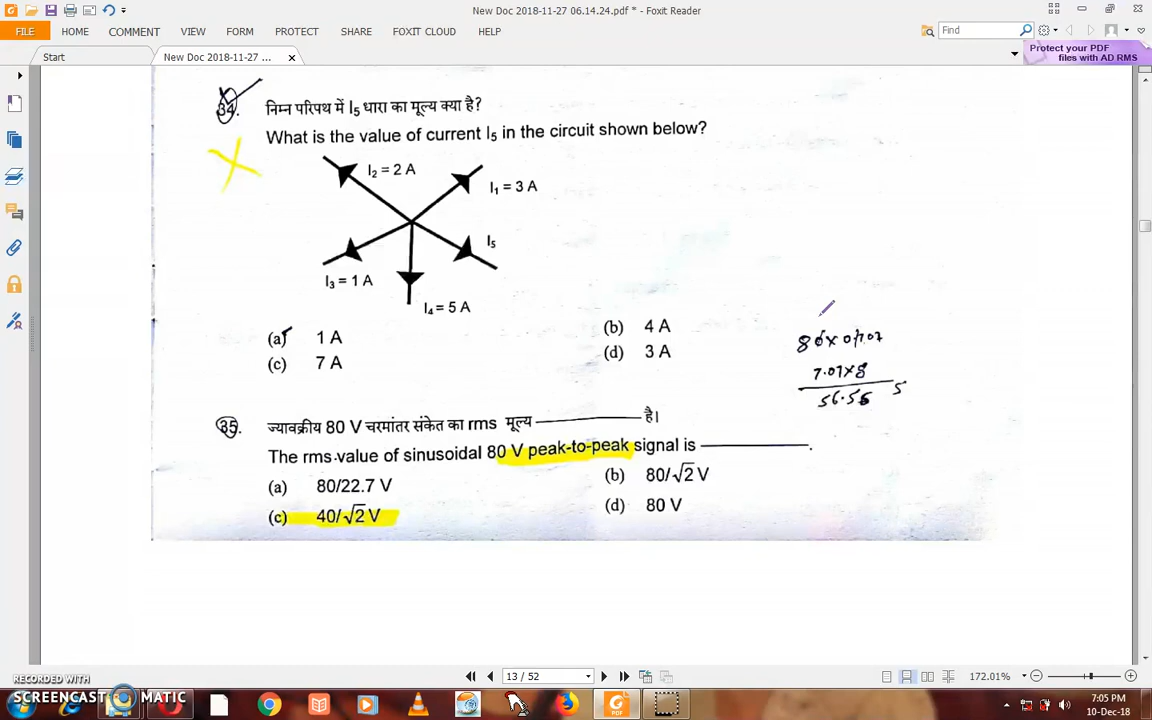 New Doc 2018-11-27 06.14.24.pdf * - Foxit Reader
FILE HOME COMMENT VIEW FORM PROTECT SHARE FOXIT CLOUD HELP Find
Start New Doc 2018-11-27 ... Protect your PDF
files with AD RMS
34. निम्न परिपथ में I5 धारा का मूल्य क्या है?
What is the value of current I5 in the circuit shown below?
I2 = 2 A
I1 = 3 A
I5
I3 = 1 A
I4 = 5 A
(a) 1 A (b) 4 A
(c) 7 A (d) 3 A
7.07×8
35. ज्यावक्रीय 80 V चरमांतर संकेत का rms मूल्य ____________ है।
The rms value of sinusoidal 80 V peak-to-peak signal is ____________.
(a) 80/22.7 V (b) 80/√2 V
(c) 40/√2 V (d) 80 V
13 / 52 172.01%
RECORDED WITH
SCREENCAST MATIC
7:05 PM
10-Dec-18